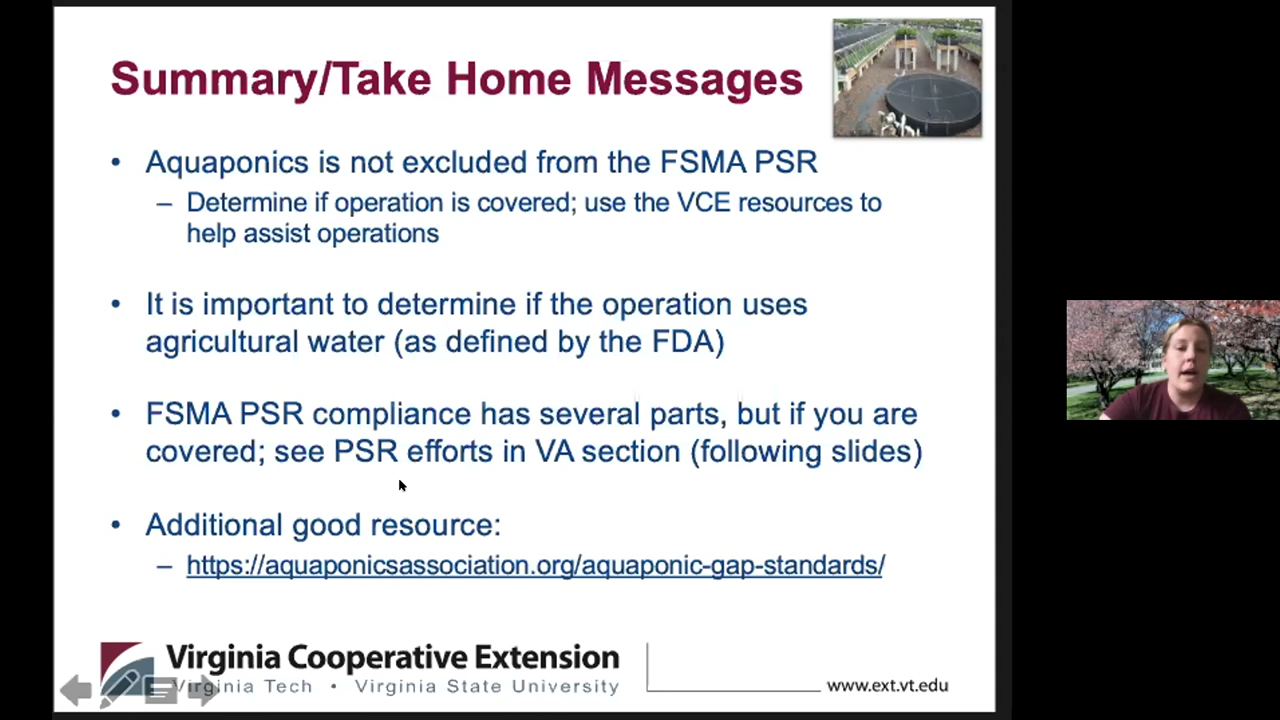 Summary/Take Home Messages
• Aquaponics is not excluded from the FSMA PSR
– Determine if operation is covered; use the VCE resources to
help assist operations
• It is important to determine if the operation uses
agricultural water (as defined by the FDA)
• FSMA PSR compliance has several parts, but if you are
covered; see PSR efforts in VA section (following slides)
• Additional good resource:
– https://aquaponicsassociation.org/aquaponic-gap-standards/
Virginia Cooperative Extension
Virginia Tech • Virginia State University
www.ext.vt.edu